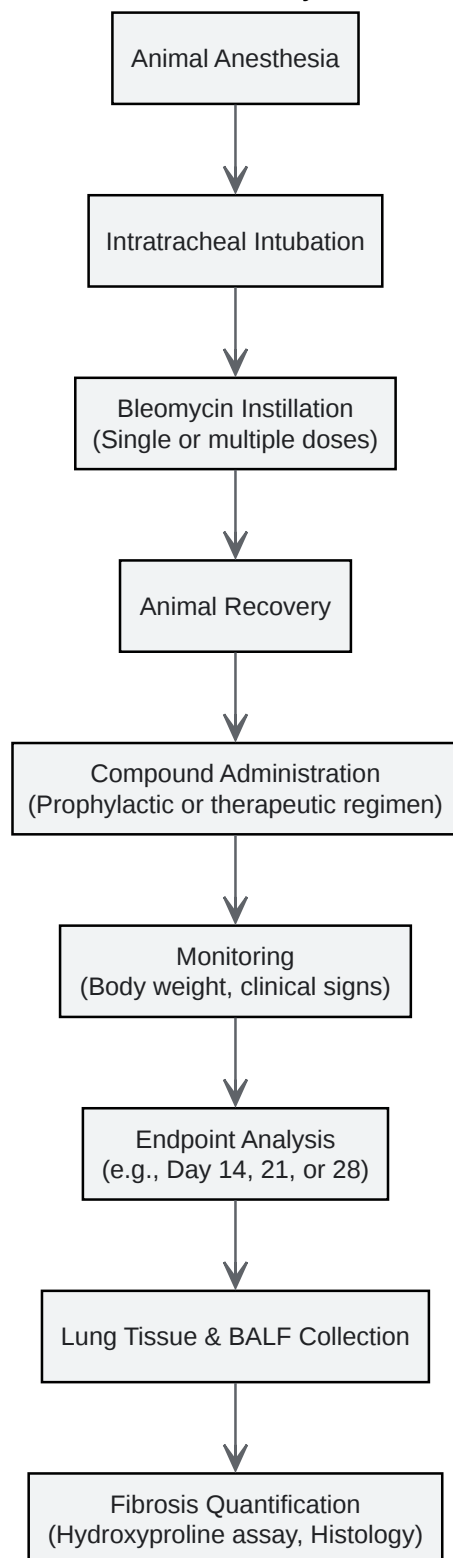 Animal Anesthesia
Intratracheal Intubation
Bleomycin Instillation
(Single or multiple doses)
Animal Recovery
Compound Administration
(Prophylactic or therapeutic regimen)
Monitoring
(Body weight, clinical signs)
Endpoint Analysis
(e.g., Day 14, 21, or 28)
Lung Tissue & BALF Collection
Fibrosis Quantification
(Hydroxyproline assay, Histology)